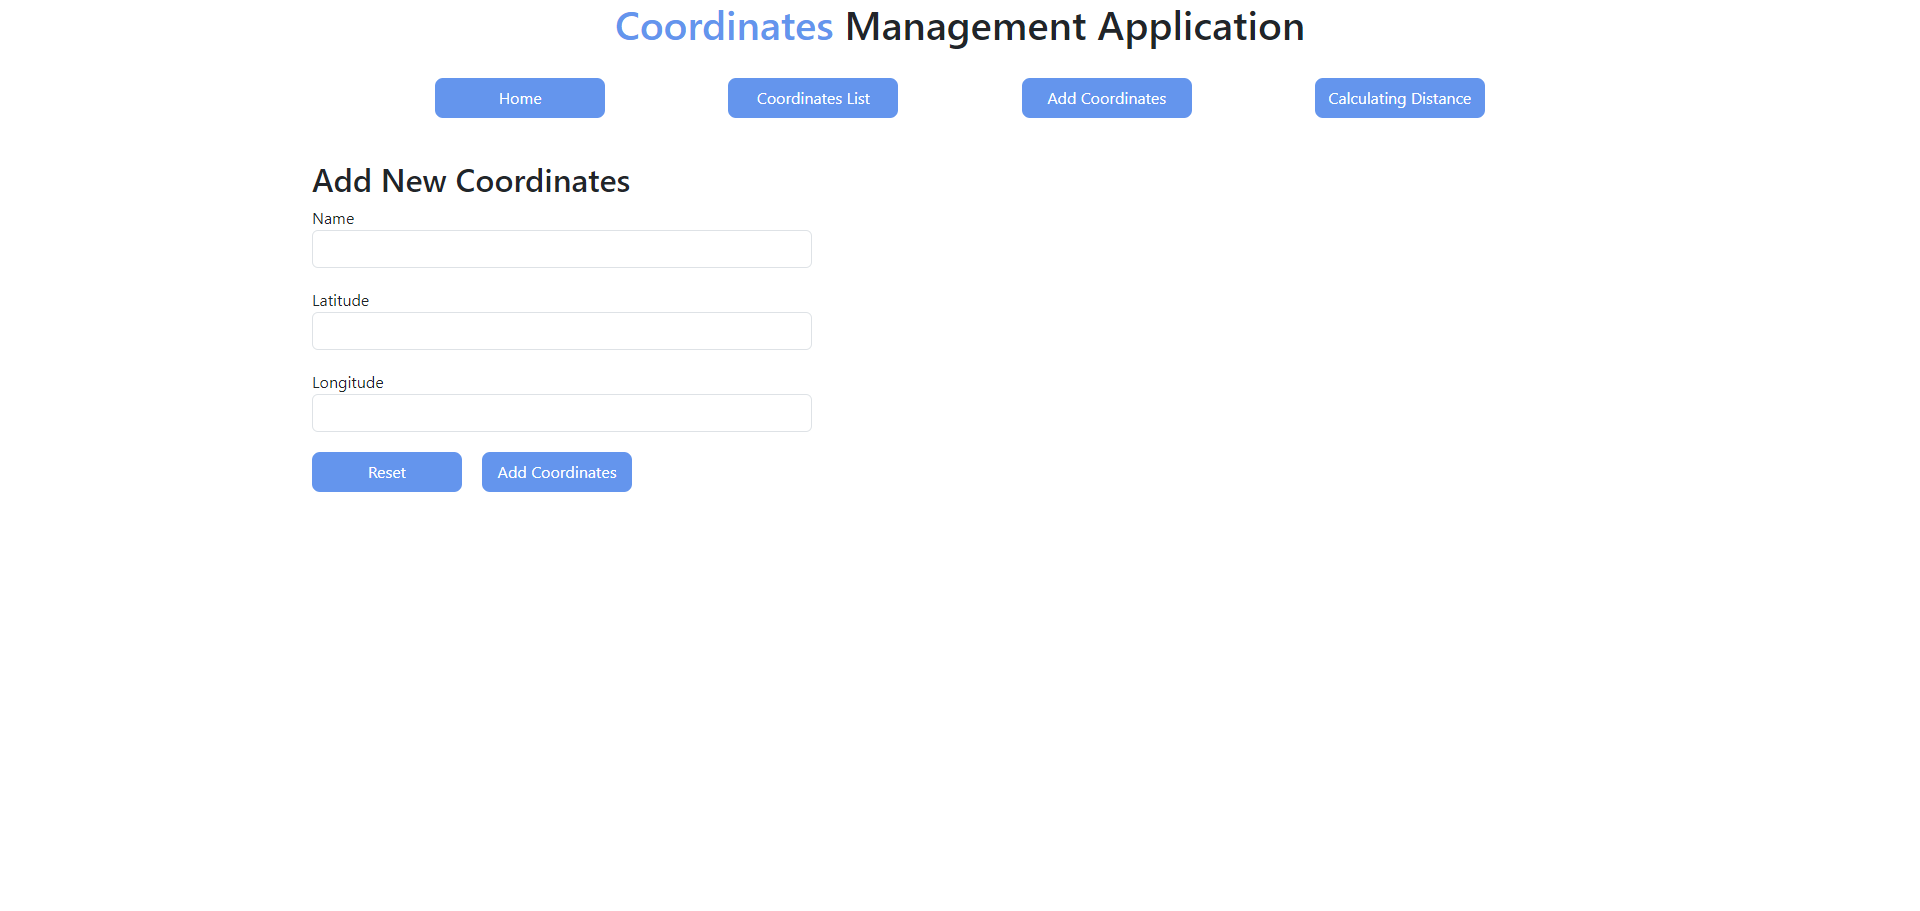 Coordinates Management Application
Home
Coordinates List
Add Coordinates
Calculating Distance
Add New Coordinates
Name
Latitude
Longitude
Reset
Add Coordinates